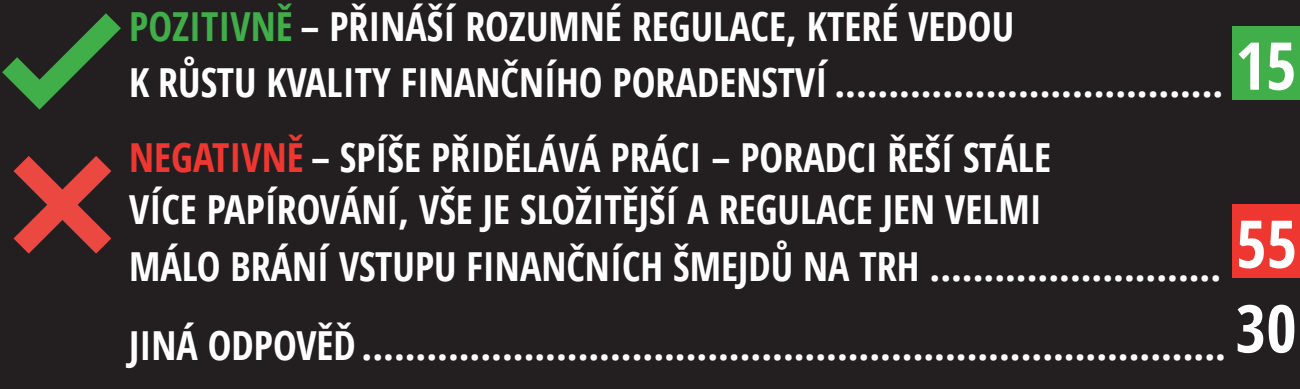 POZITIVNĚ – PŘINÁŠÍ ROZUMNÉ REGULACE, KTERÉ VEDOU
K RŮSTU KVALITY FINANČNÍHO PORADENSTVÍ .................................... 15
NEGATIVNĚ – SPÍŠE PŘIDĚLÁVÁ PRÁCI – PORADCI ŘEŠÍ STÁLE
VÍCE PAPÍROVÁNÍ, VŠE JE SLOŽITĚJŠÍ A REGULACE JEN VELMI
MÁLO BRÁNÍ VSTUPU FINANČNÍCH ŠMEJDŮ NA TRH ........................... 55
JINÁ ODPOVĚĎ ................................................................................ 30